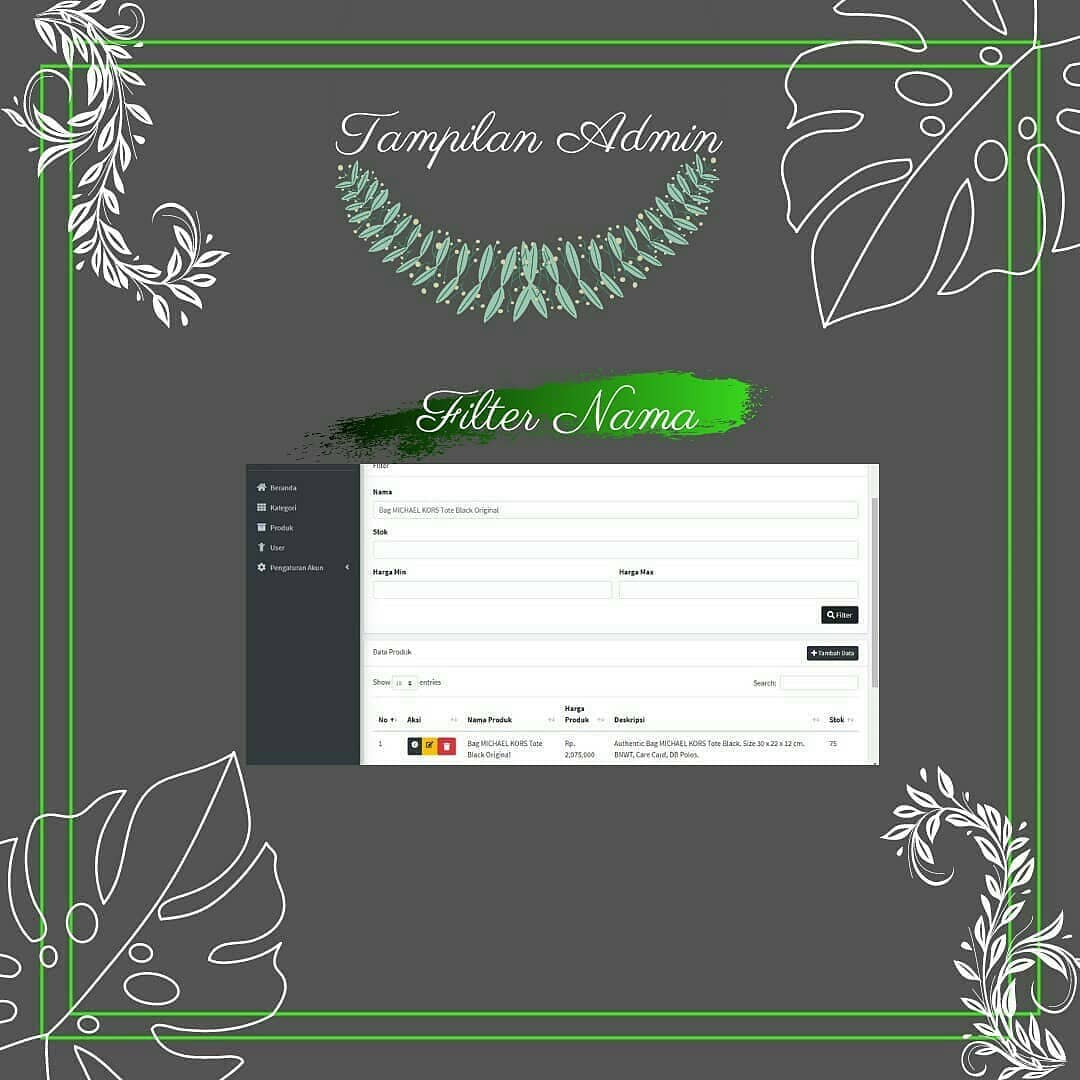 Tampilan Admin
Filter Nama
Filter
Beranda
Kategori
Produk
User
Pengaturan Akun
Nama
Bag MICHAEL KORS Tote Black Original
Stok
Harga Min Harga Max
Filter
Data Produk Tambah Data
Show 10 entries Search:
No Aksi Nama Produk Harga Produk Deskripsi Stok
1 Bag MICHAEL KORS Tote Rp. Authentic Bag MICHAEL KORS Tote Black. Size 30 x 22 x 12 cm. 75
Black Original 2,075,000 BNWT, Care Card, DB Polos.